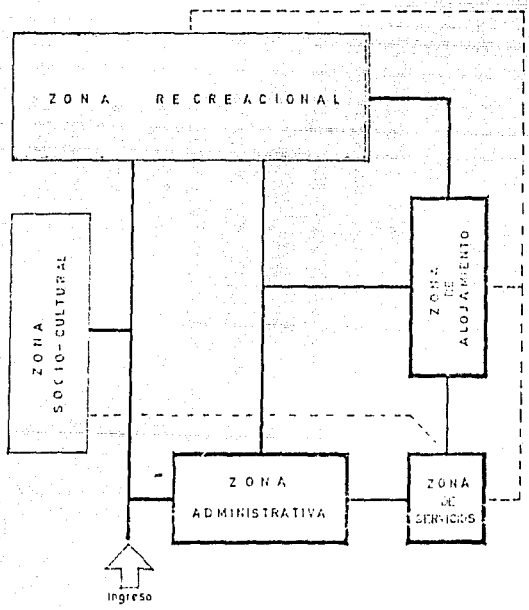 ZONA RECREACIONAL
ZONA
SOCIO-CULTURAL
ZONA
DE
ALOJAMIENTO
ZONA
ADMINISTRATIVA
ZONA
DE
SERVICIOS
Ingreso